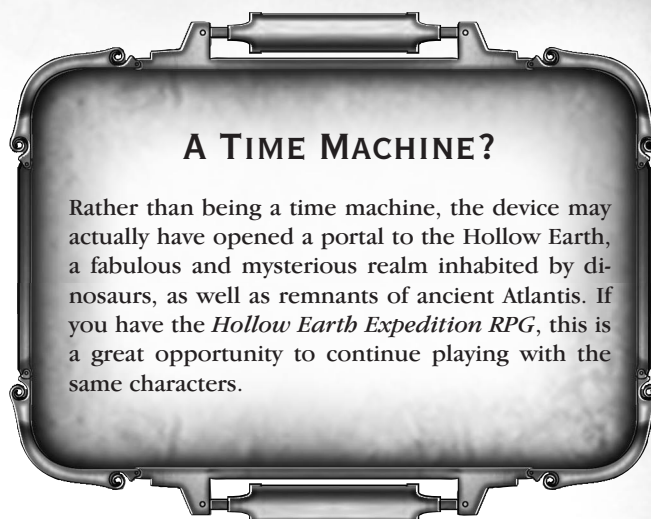 A TIME MACHINE?
Rather than being a time machine, the device may
actually have opened a portal to the Hollow Earth,
a fabulous and mysterious realm inhabited by di-
nosaurs, as well as remnants of ancient Atlantis. If
you have the Hollow Earth Expedition RPG, this is
a great opportunity to continue playing with the
same characters.